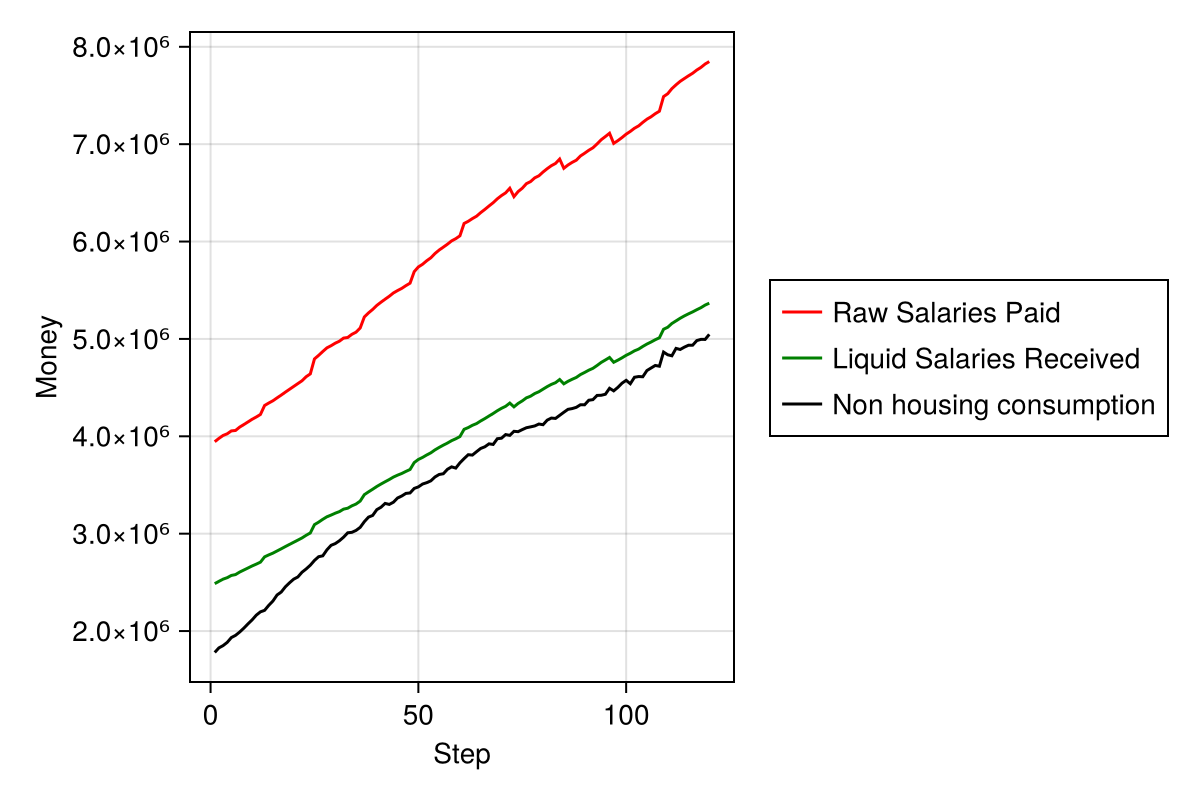 8.0×10⁶
7.0×10⁶
6.0×10⁶
5.0×10⁶
4.0×10⁶
3.0×10⁶
2.0×10⁶
Money
0 50 100
Step
Raw Salaries Paid
Liquid Salaries Received
Non housing consumption